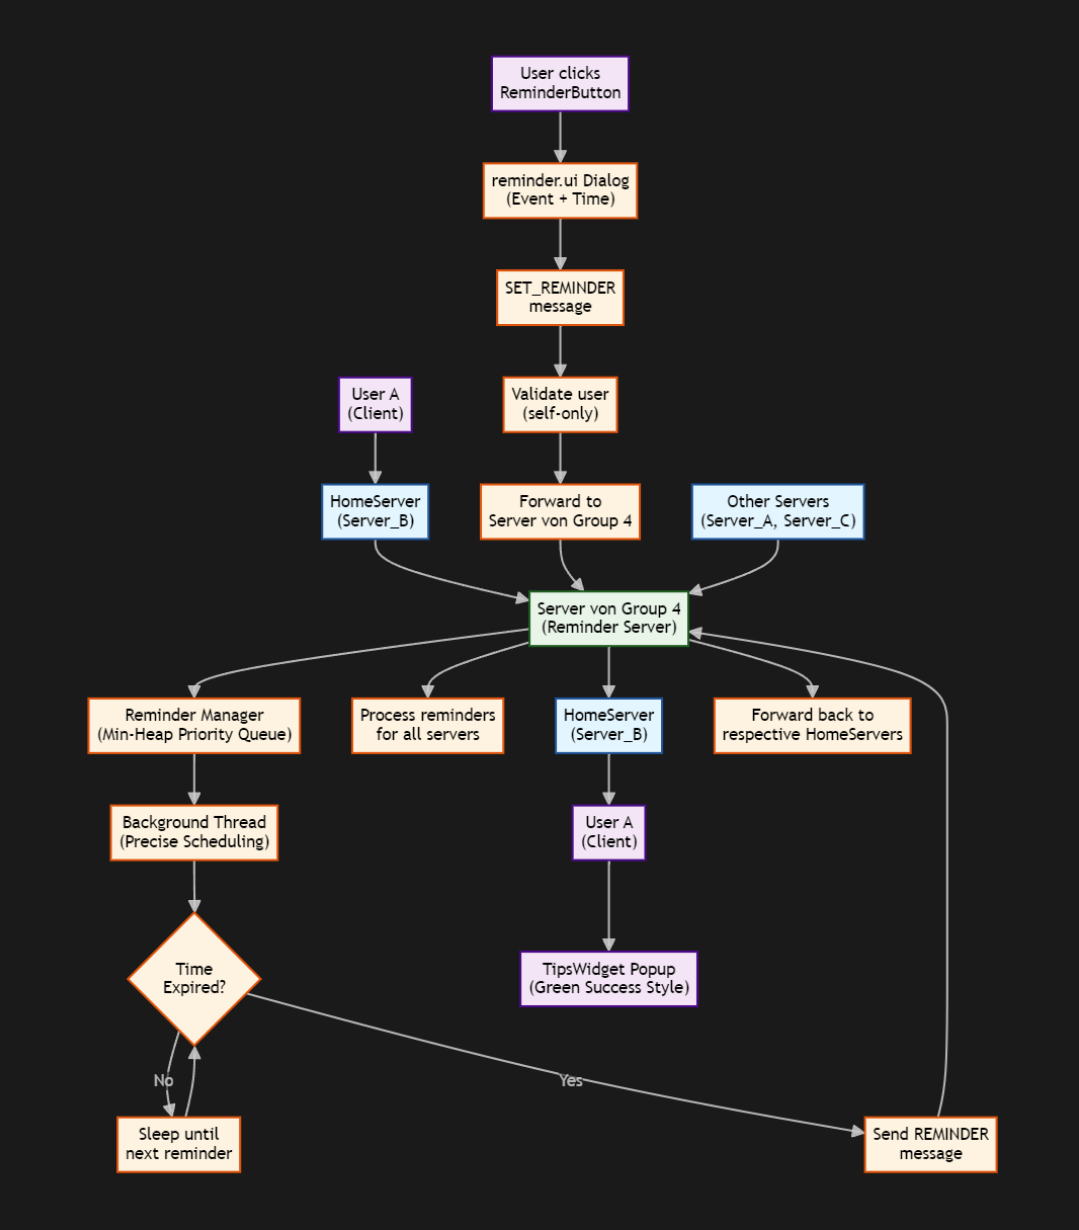 User clicks
ReminderButton
reminder.ui Dialog
(Event + Time)
SET_REMINDER
message
User A
(Client)
Validate user
(self-only)
HomeServer
(Server_B)
Forward to
Server von Group 4
Other Servers
(Server_A, Server_C)
Server von Group 4
(Reminder Server)
Reminder Manager
(Min-Heap Priority Queue)
Process reminders
for all servers
HomeServer
(Server_B)
Forward back to
respective HomeServers
Background Thread
(Precise Scheduling)
User A
(Client)
Time
Expired?
TipsWidget Popup
(Green Success Style)
No
Yes
Sleep until
next reminder
Send REMINDER
message